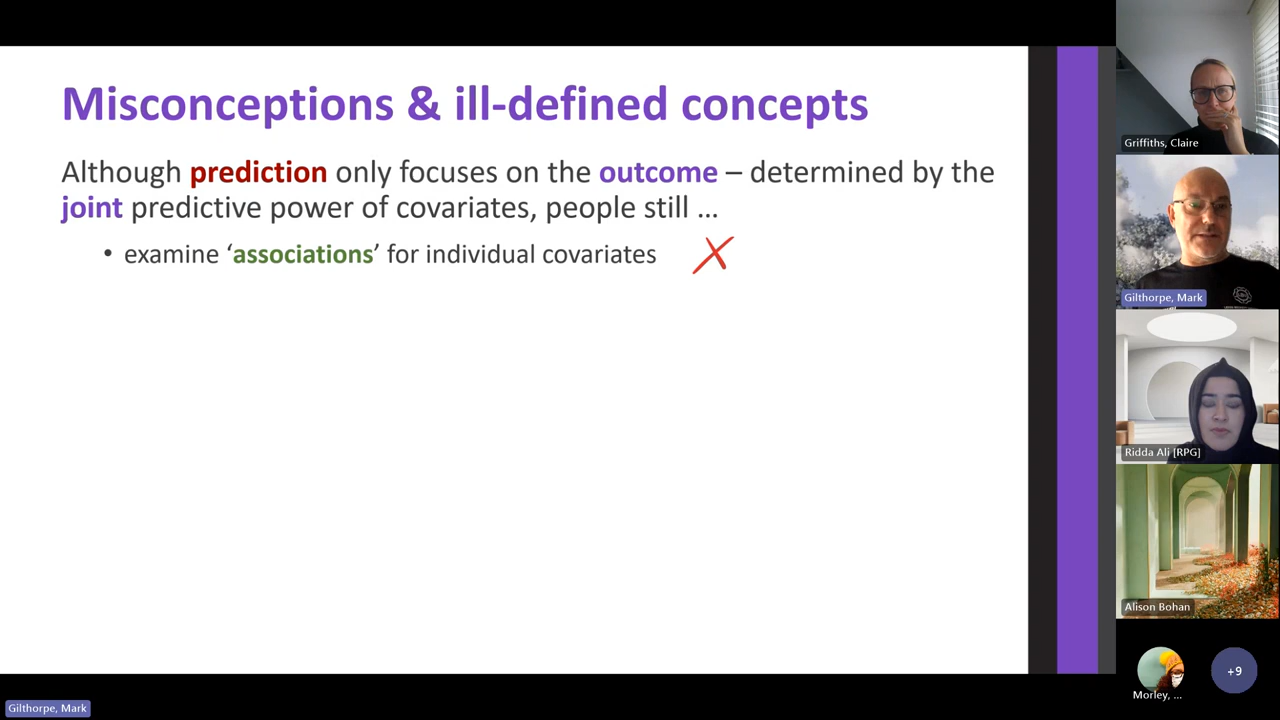 Misconceptions & ill-defined concepts
Although prediction only focuses on the outcome – determined by the
joint predictive power of covariates, people still ...
• examine ‘associations’ for individual covariates
Griffiths, Claire
Gilthorpe, Mark
Ridda Ali [RPG]
Alison Bohan
Morley, ...
+9
Gilthorpe, Mark